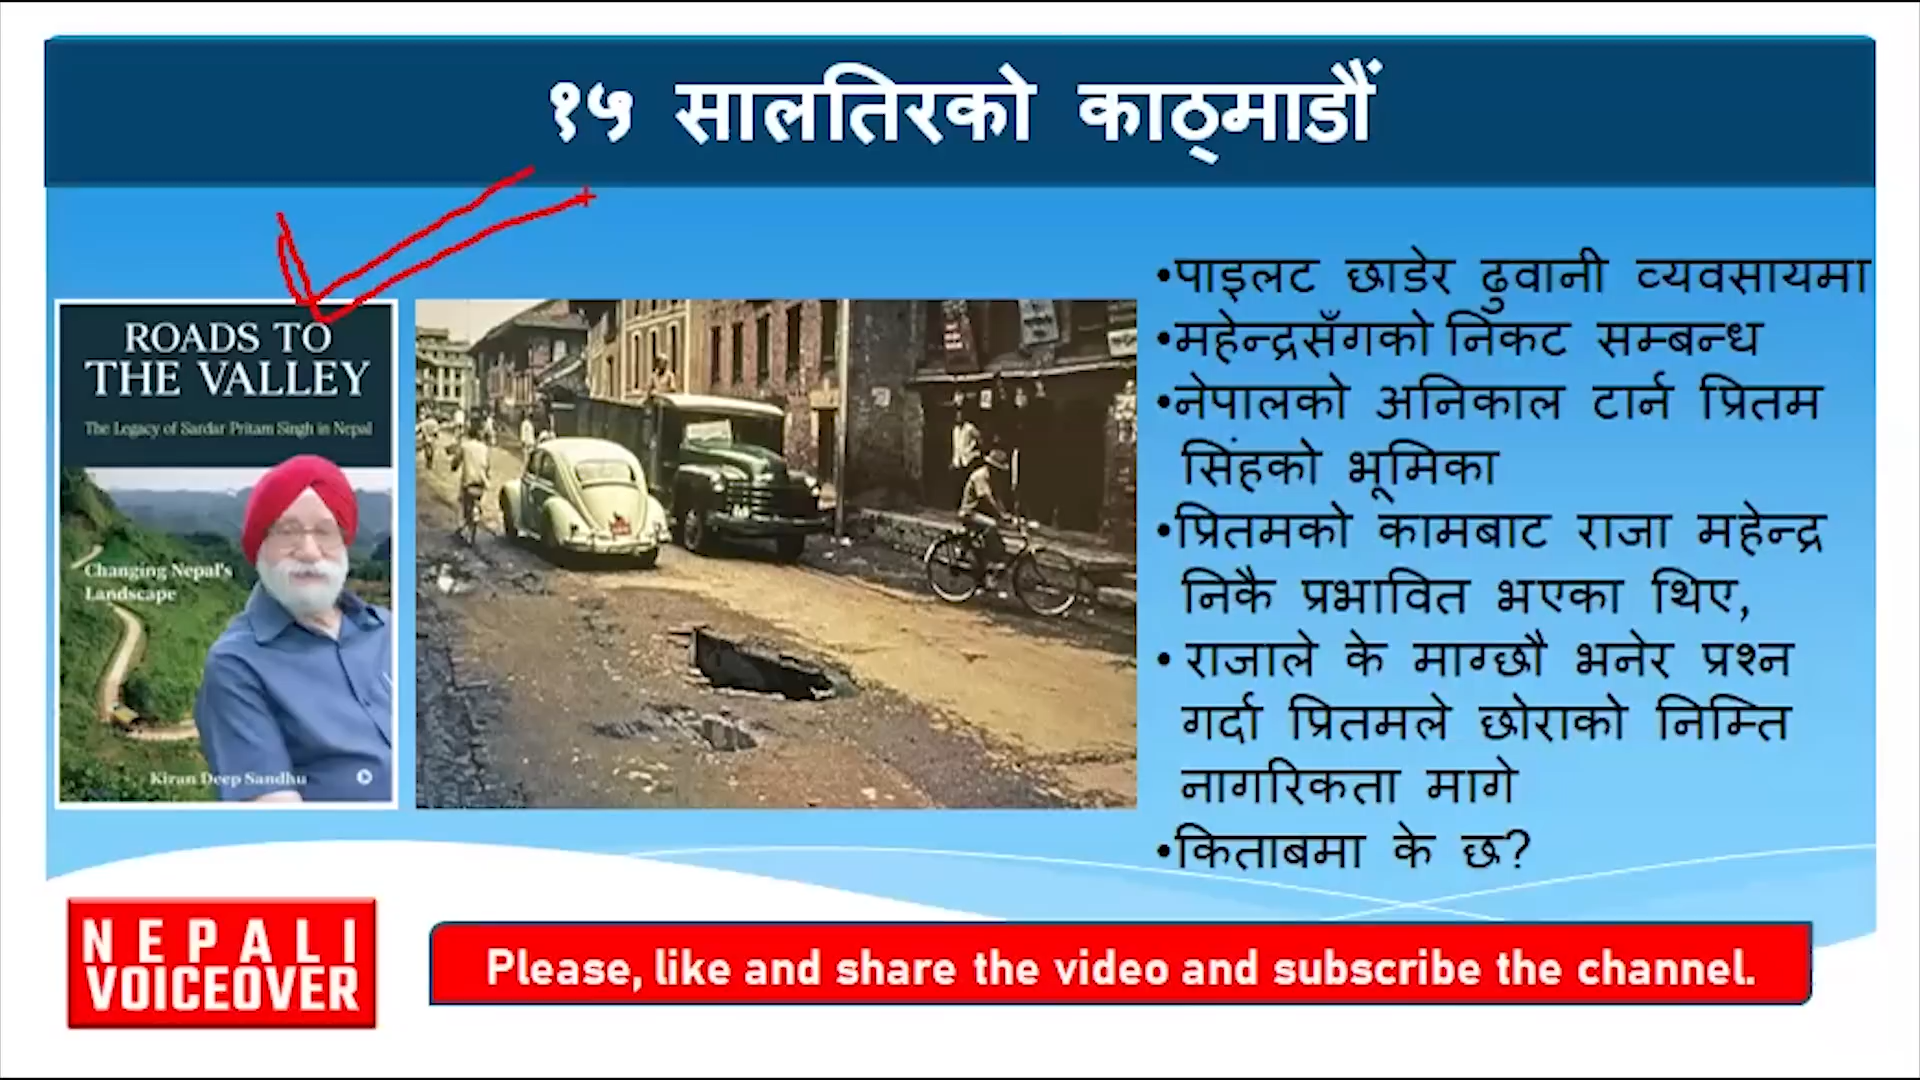 १५ सालतिरको काठ्माडौं
ROADS TO
THE VALLEY
The Legacy of Sardar Pritam Singh in Nepal
Changing Nepal's
Landscape
Kiran Deep Sandhu
•पाइलट छाडेर ढुवानी व्यवसायमा
•महेन्द्रसँगको निकट सम्बन्ध
•नेपालको अनिकाल टार्न प्रितम
सिंहको भूमिका
•प्रितमको कामबाट राजा महेन्द्र
निकै प्रभावित भएका थिए,
• राजाले के माग्छौ भनेर प्रश्न
गर्दा प्रितमले छोराको निम्ति
नागरिकता मागे
•किताबमा के छ?
NEPALI
VOICEOVER
Please, like and share the video and subscribe the channel.